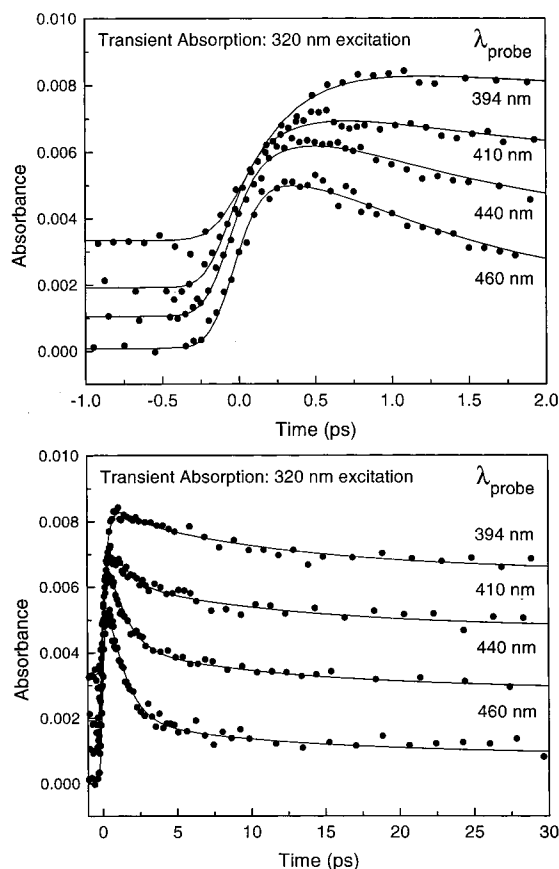 0.010
Transient Absorption: 320 nm excitation
λprobe
0.008
394 nm
0.006
410 nm
Absorbance
0.004
440 nm
0.002
460 nm
0.000
-1.0 -0.5 0.0 0.5 1.0 1.5 2.0
Time (ps)
0.010
Transient Absorption: 320 nm excitation
λprobe
0.008
394 nm
0.006
410 nm
Absorbance
0.004
440 nm
0.002
460 nm
0.000
0 5 10 15 20 25 30
Time (ps)